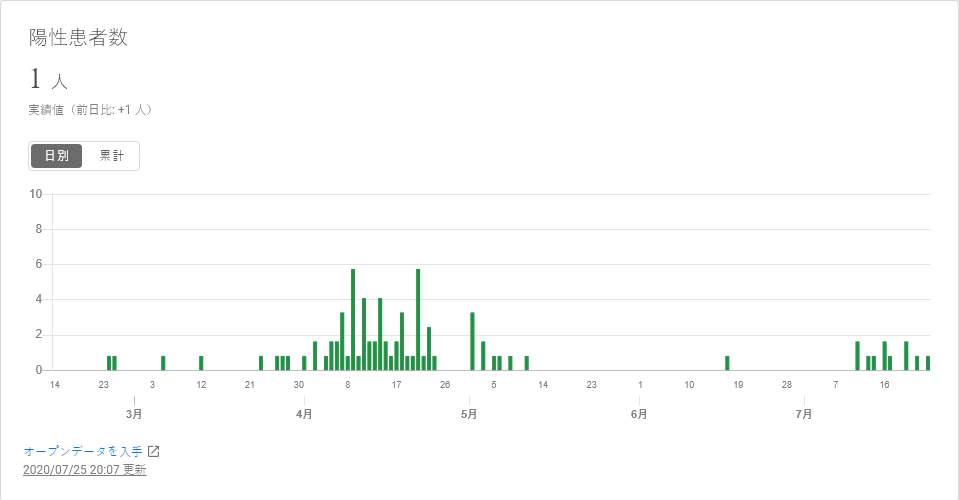 陽性患者数
1 人
実績値（前日比: +1 人）
日別 累計
10
8
6
4
2
0
14 23 3 12 21 30 8 17 26 5 14 23 1 10 19 28 7 16
3月 4月 5月 6月 7月
オープンデータを入手
2020/07/25 20:07 更新